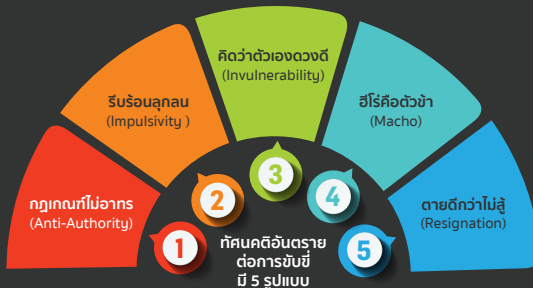 กฎเกณฑ์ไม่อาทร
(Anti-Authority)
รีบร้อนลุกลน
(Impulsivity )
คิดว่าตัวเองดวงดี
(Invulnerability)
ฮีโร่คือตัวข้า
(Macho)
ตายดีกว่าไม่สู้
(Resignation)
1
2
3
4
5
ทัศนคติอันตราย
ต่อการขับขี่
มี 5 รูปแบบ